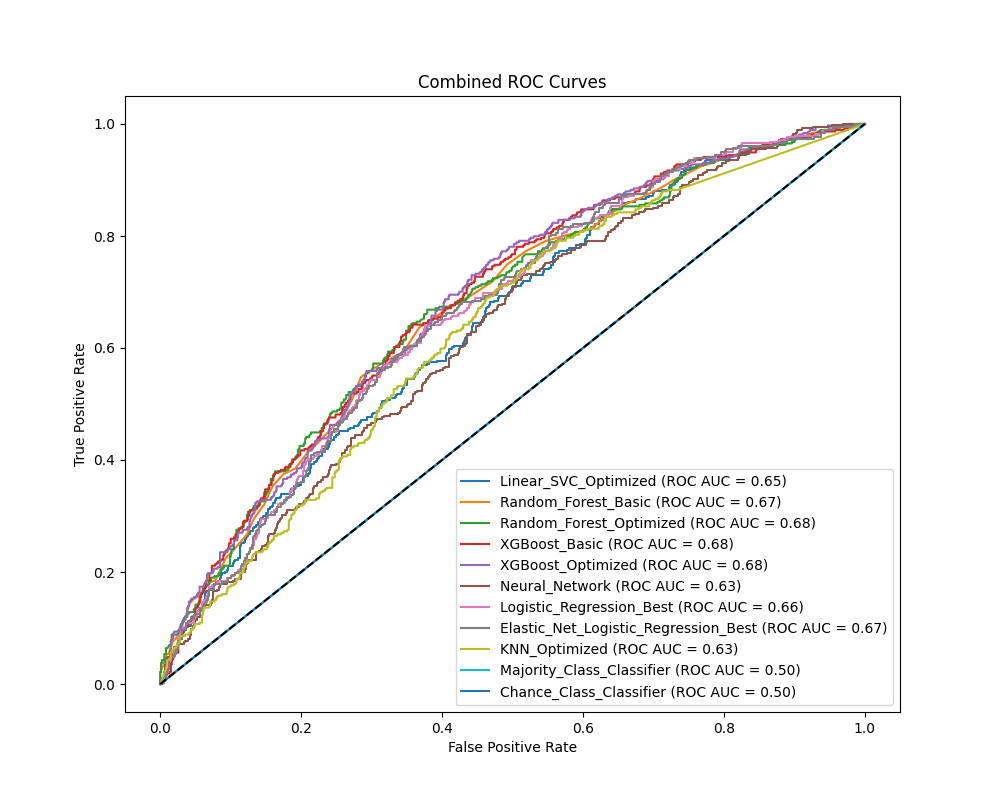 Combined ROC Curves
1.0
0.8
0.6
0.4
0.2
0.0
True Positive Rate
Linear_SVC_Optimized (ROC AUC = 0.65)
Random_Forest_Basic (ROC AUC = 0.67)
Random_Forest_Optimized (ROC AUC = 0.68)
XGBoost_Basic (ROC AUC = 0.68)
XGBoost_Optimized (ROC AUC = 0.68)
Neural_Network (ROC AUC = 0.63)
Logistic_Regression_Best (ROC AUC = 0.66)
Elastic_Net_Logistic_Regression_Best (ROC AUC = 0.67)
KNN_Optimized (ROC AUC = 0.63)
Majority_Class_Classifier (ROC AUC = 0.50)
Chance_Class_Classifier (ROC AUC = 0.50)
0.0 0.2 0.4 0.6 0.8 1.0
False Positive Rate